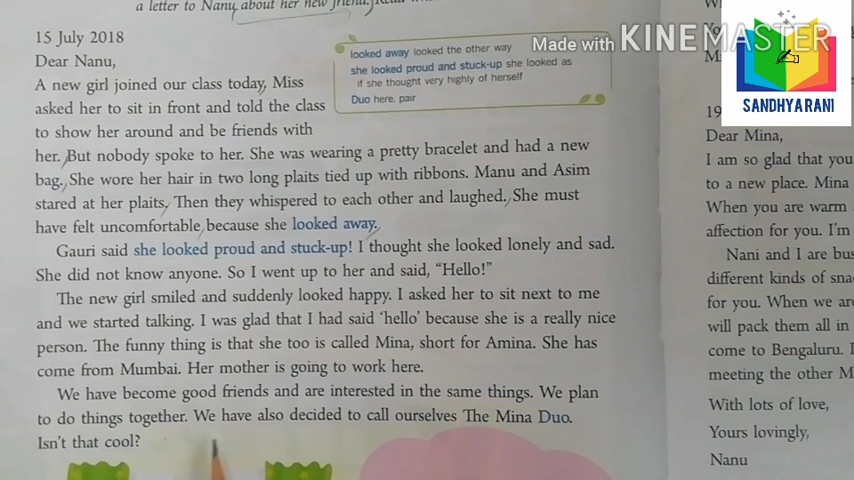 a letter to Nanu about her new friend.
15 July 2018
Dear Nanu,
A new girl joined our class today, Miss
asked her to sit in front and told the class
to show her around and be friends with
her. But nobody spoke to her. She was wearing a pretty bracelet and had a new
bag. She wore her hair in two long plaits tied up with ribbons. Manu and Asim
stared at her plaits. Then they whispered to each other and laughed. She must
have felt uncomfortable because she looked away.
Gauri said she looked proud and stuck-up! I thought she looked lonely and sad.
She did not know anyone. So I went up to her and said, “Hello!”
The new girl smiled and suddenly looked happy. I asked her to sit next to me
and we started talking. I was glad that I had said ‘hello’ because she is a really nice
person. The funny thing is that she too is called Mina, short for Amina. She has
come from Mumbai. Her mother is going to work here.
We have become good friends and are interested in the same things. We plan
to do things together. We have also decided to call ourselves The Mina Duo.
Isn't that cool?
looked away looked the other way
she looked proud and stuck-up she looked as
if she thought very highly of herself
Duo here, pair
Made with KINEMASTER
SANDHYA RANI
19
Dear Mina,
I am so glad that you
to a new place. Mina
When you are warm
affection for you. I'm
Nani and I are bus
different kinds of sna
for you. When we are
will pack them all in
come to Bengaluru. I
meeting the other M
With lots of love,
Yours lovingly,
Nanu